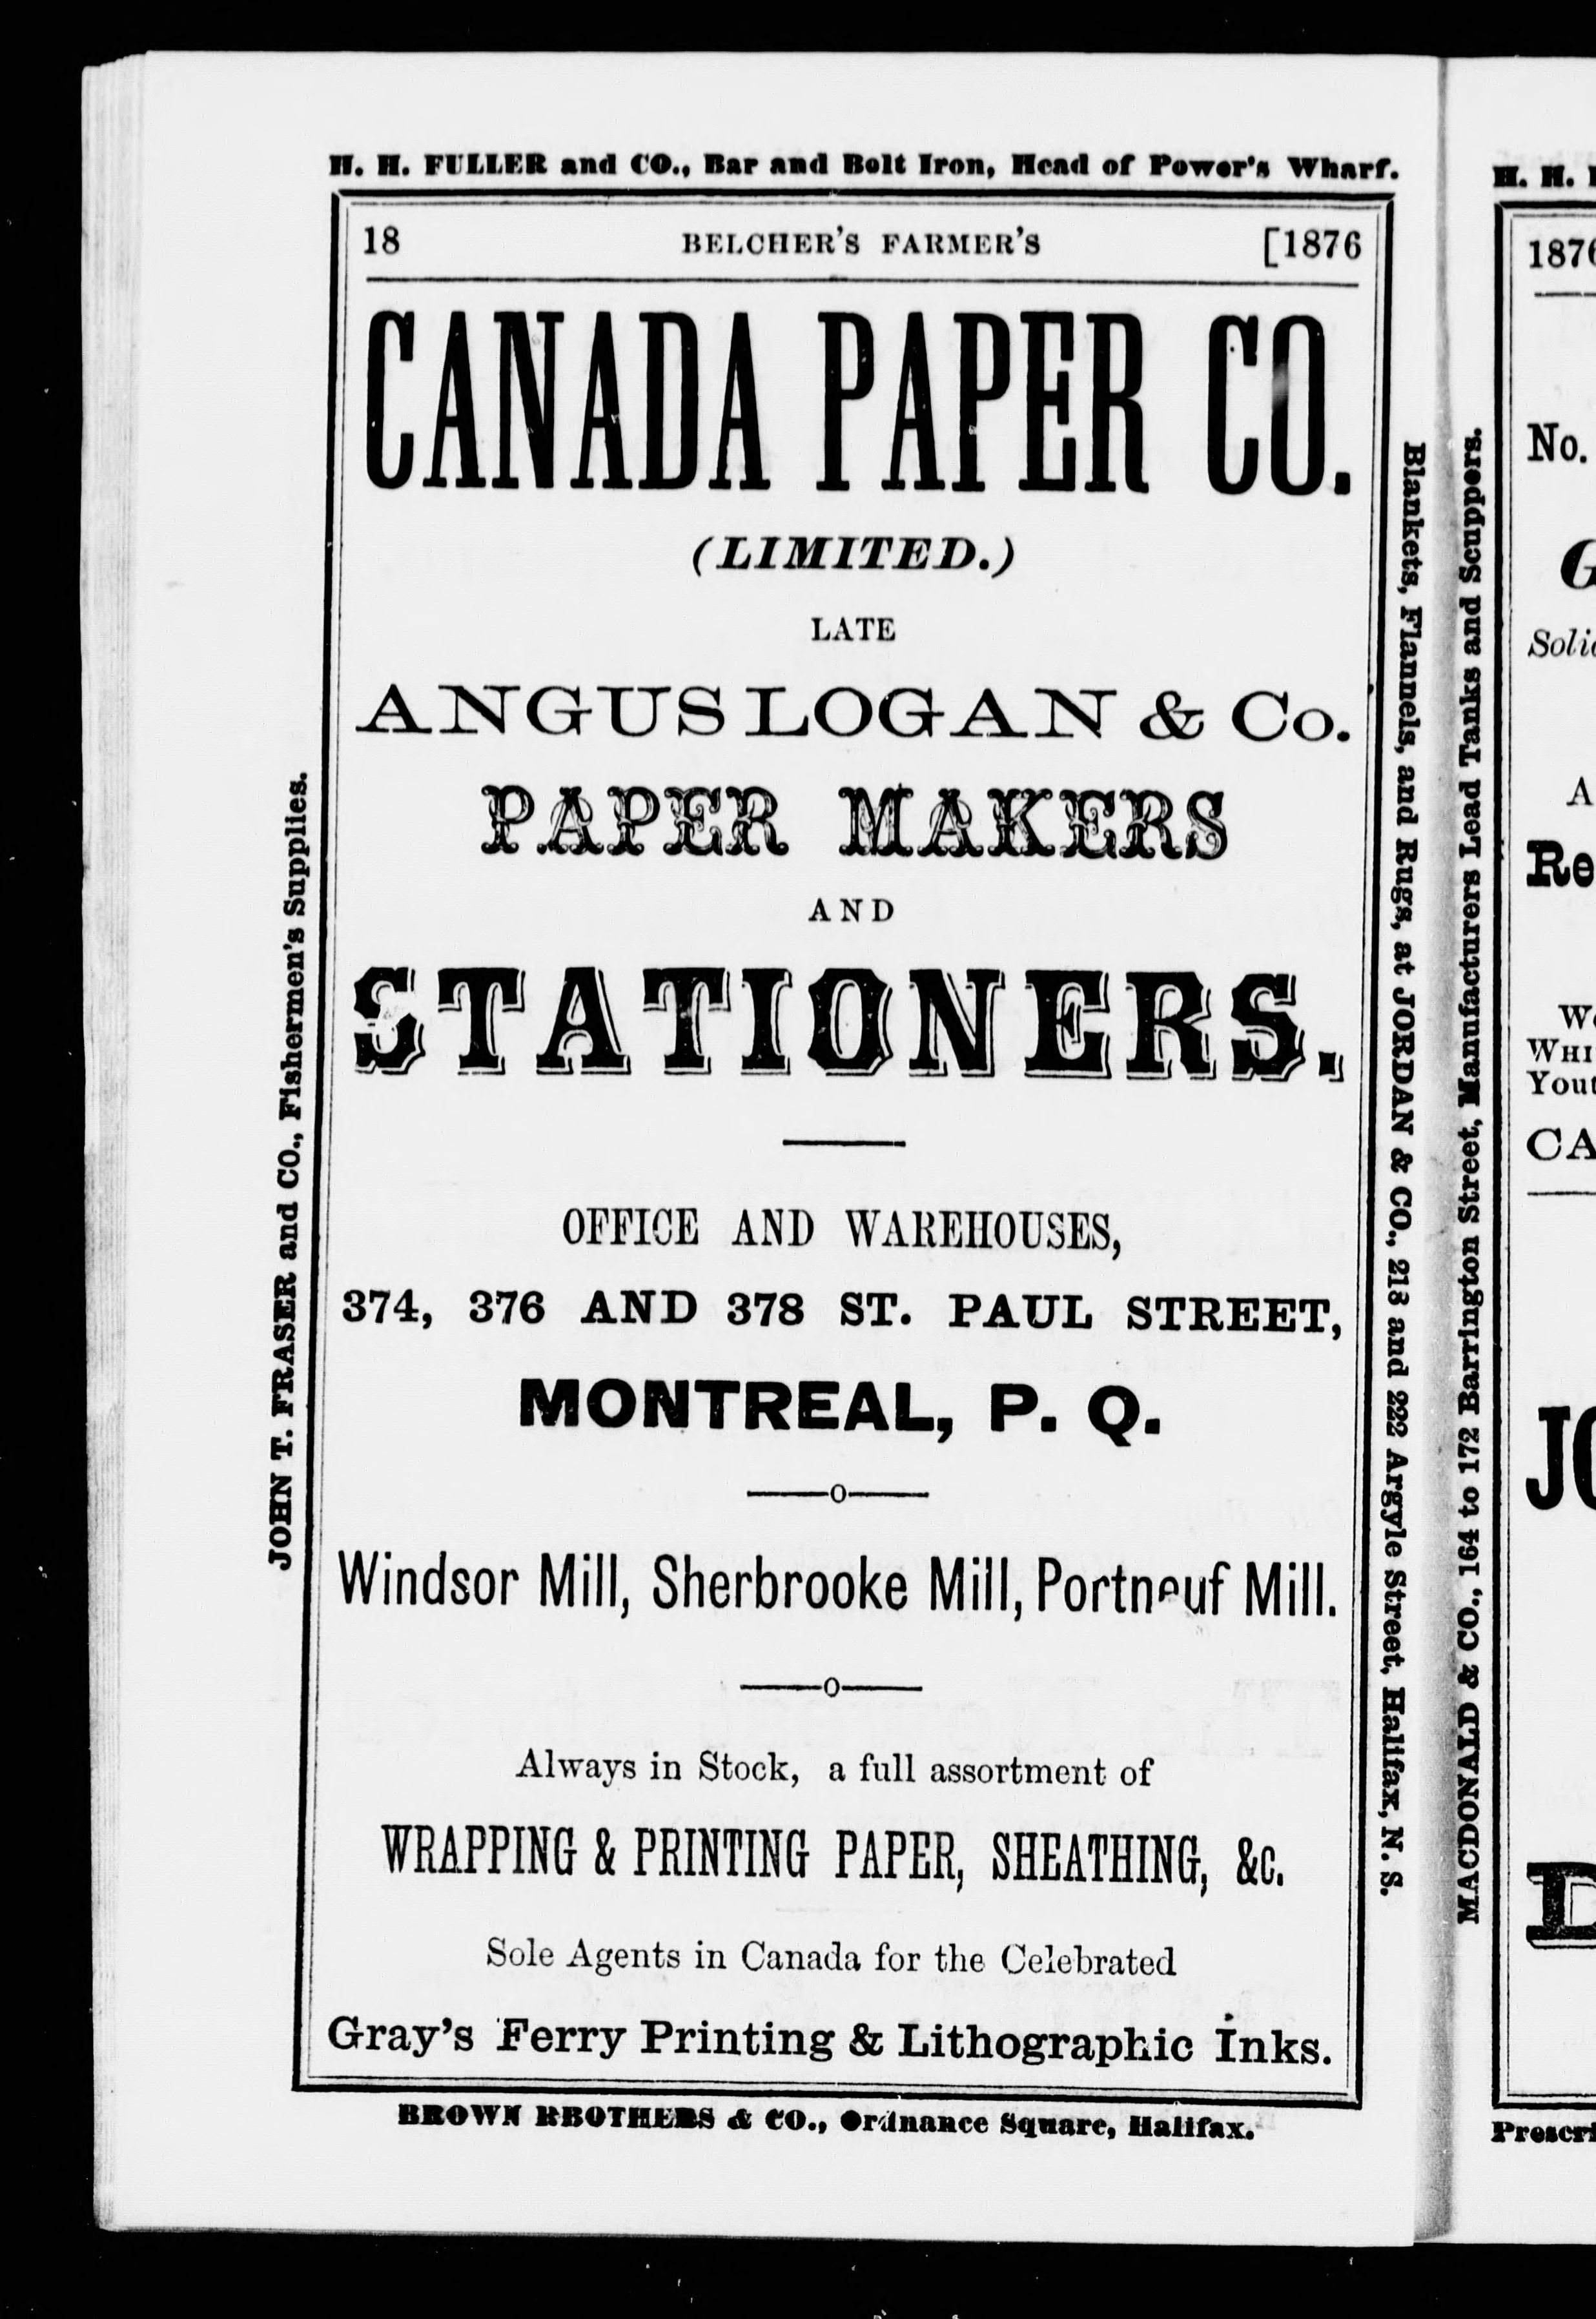 H. H. FULLER and CO., Bar and Bolt Iron, Head of Power's Wharf.
18 BELCHER'S FARMER'S [1876
CANADA PAPER CO.
(LIMITED.)
LATE
ANGUS LOGAN & Co.
PAPER MAKERS
AND
STATIONERS.
OFFICE AND WAREHOUSES,
374, 376 AND 378 ST. PAUL STREET,
MONTREAL, P. Q.
Windsor Mill, Sherbrooke Mill, Portneuf Mill.
Always in Stock, a full assortment of
WRAPPING & PRINTING PAPER, SHEATHING, &c.
Sole Agents in Canada for the Celebrated
Gray's Ferry Printing & Lithographic Inks.
BROWN BROTHERS & CO., Ordnance Square, Halifax.
JOHN T. FRASER and CO., Fishermen's Supplies.
Blankets, Flannels, and Rugs, at JORDAN & CO., 213 and 222 Argyle Street, Halifax, N. S.
MACDONALD & CO., 164 to 172 Barrington Street, Manufacturers Lead Tanks and Scuppers.
H. H.
1876
No.
A
JO